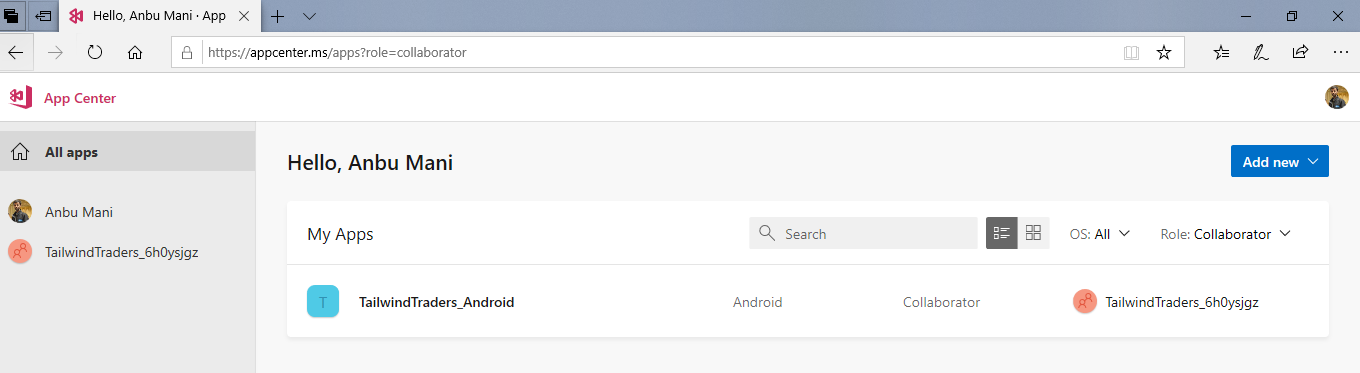 Hello, Anbu Mani · App
https://appcenter.ms/apps?role=collaborator
App Center
All apps
Anbu Mani
TailwindTraders_6h0ysjgz
Hello, Anbu Mani
Add new
My Apps
Search
OS: All
Role: Collaborator
T
TailwindTraders_Android
Android
Collaborator
TailwindTraders_6h0ysjgz